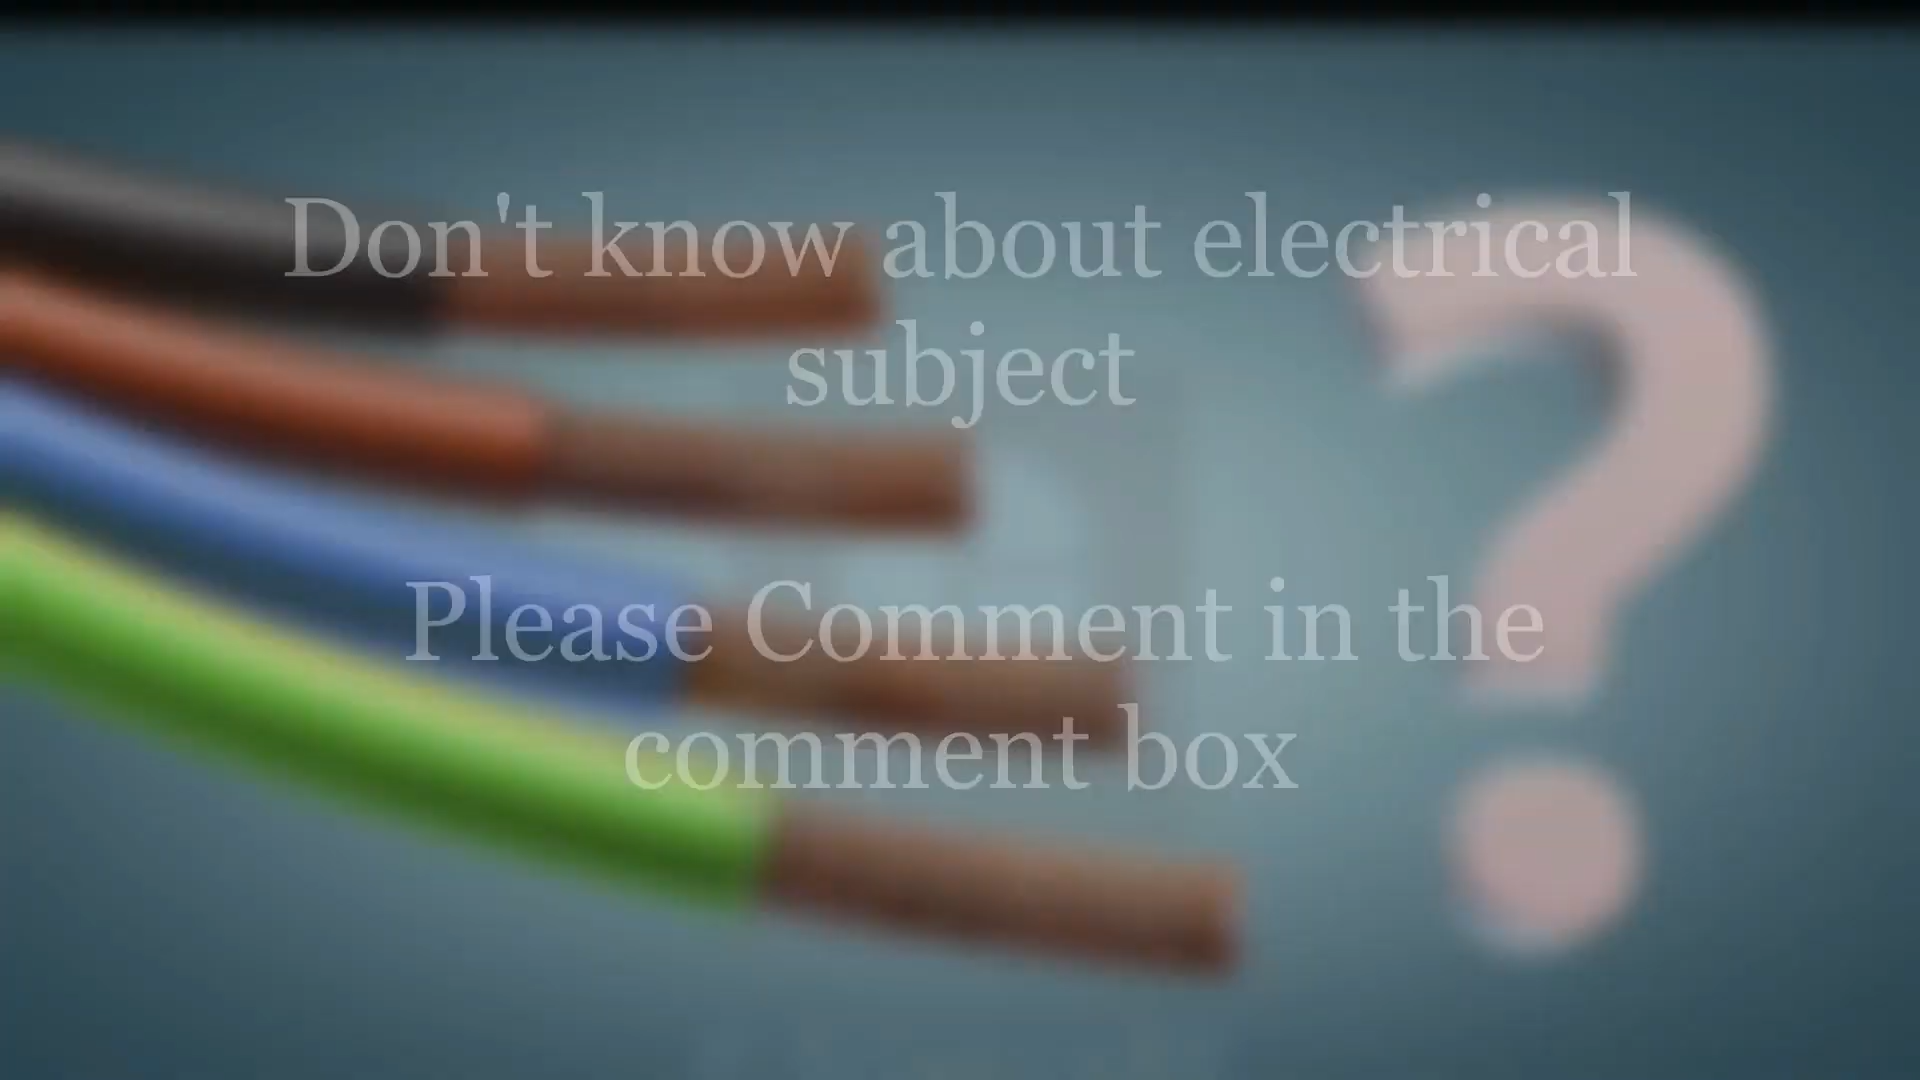 Don't know about electrical
subject
Please Comment in the
comment box